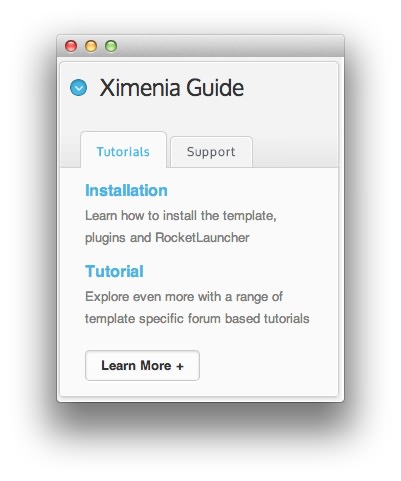 Ximenia Guide
Tutorials
Support
Installation
Learn how to install the template,
plugins and RocketLauncher
Tutorial
Explore even more with a range of
template specific forum based tutorials
Learn More +